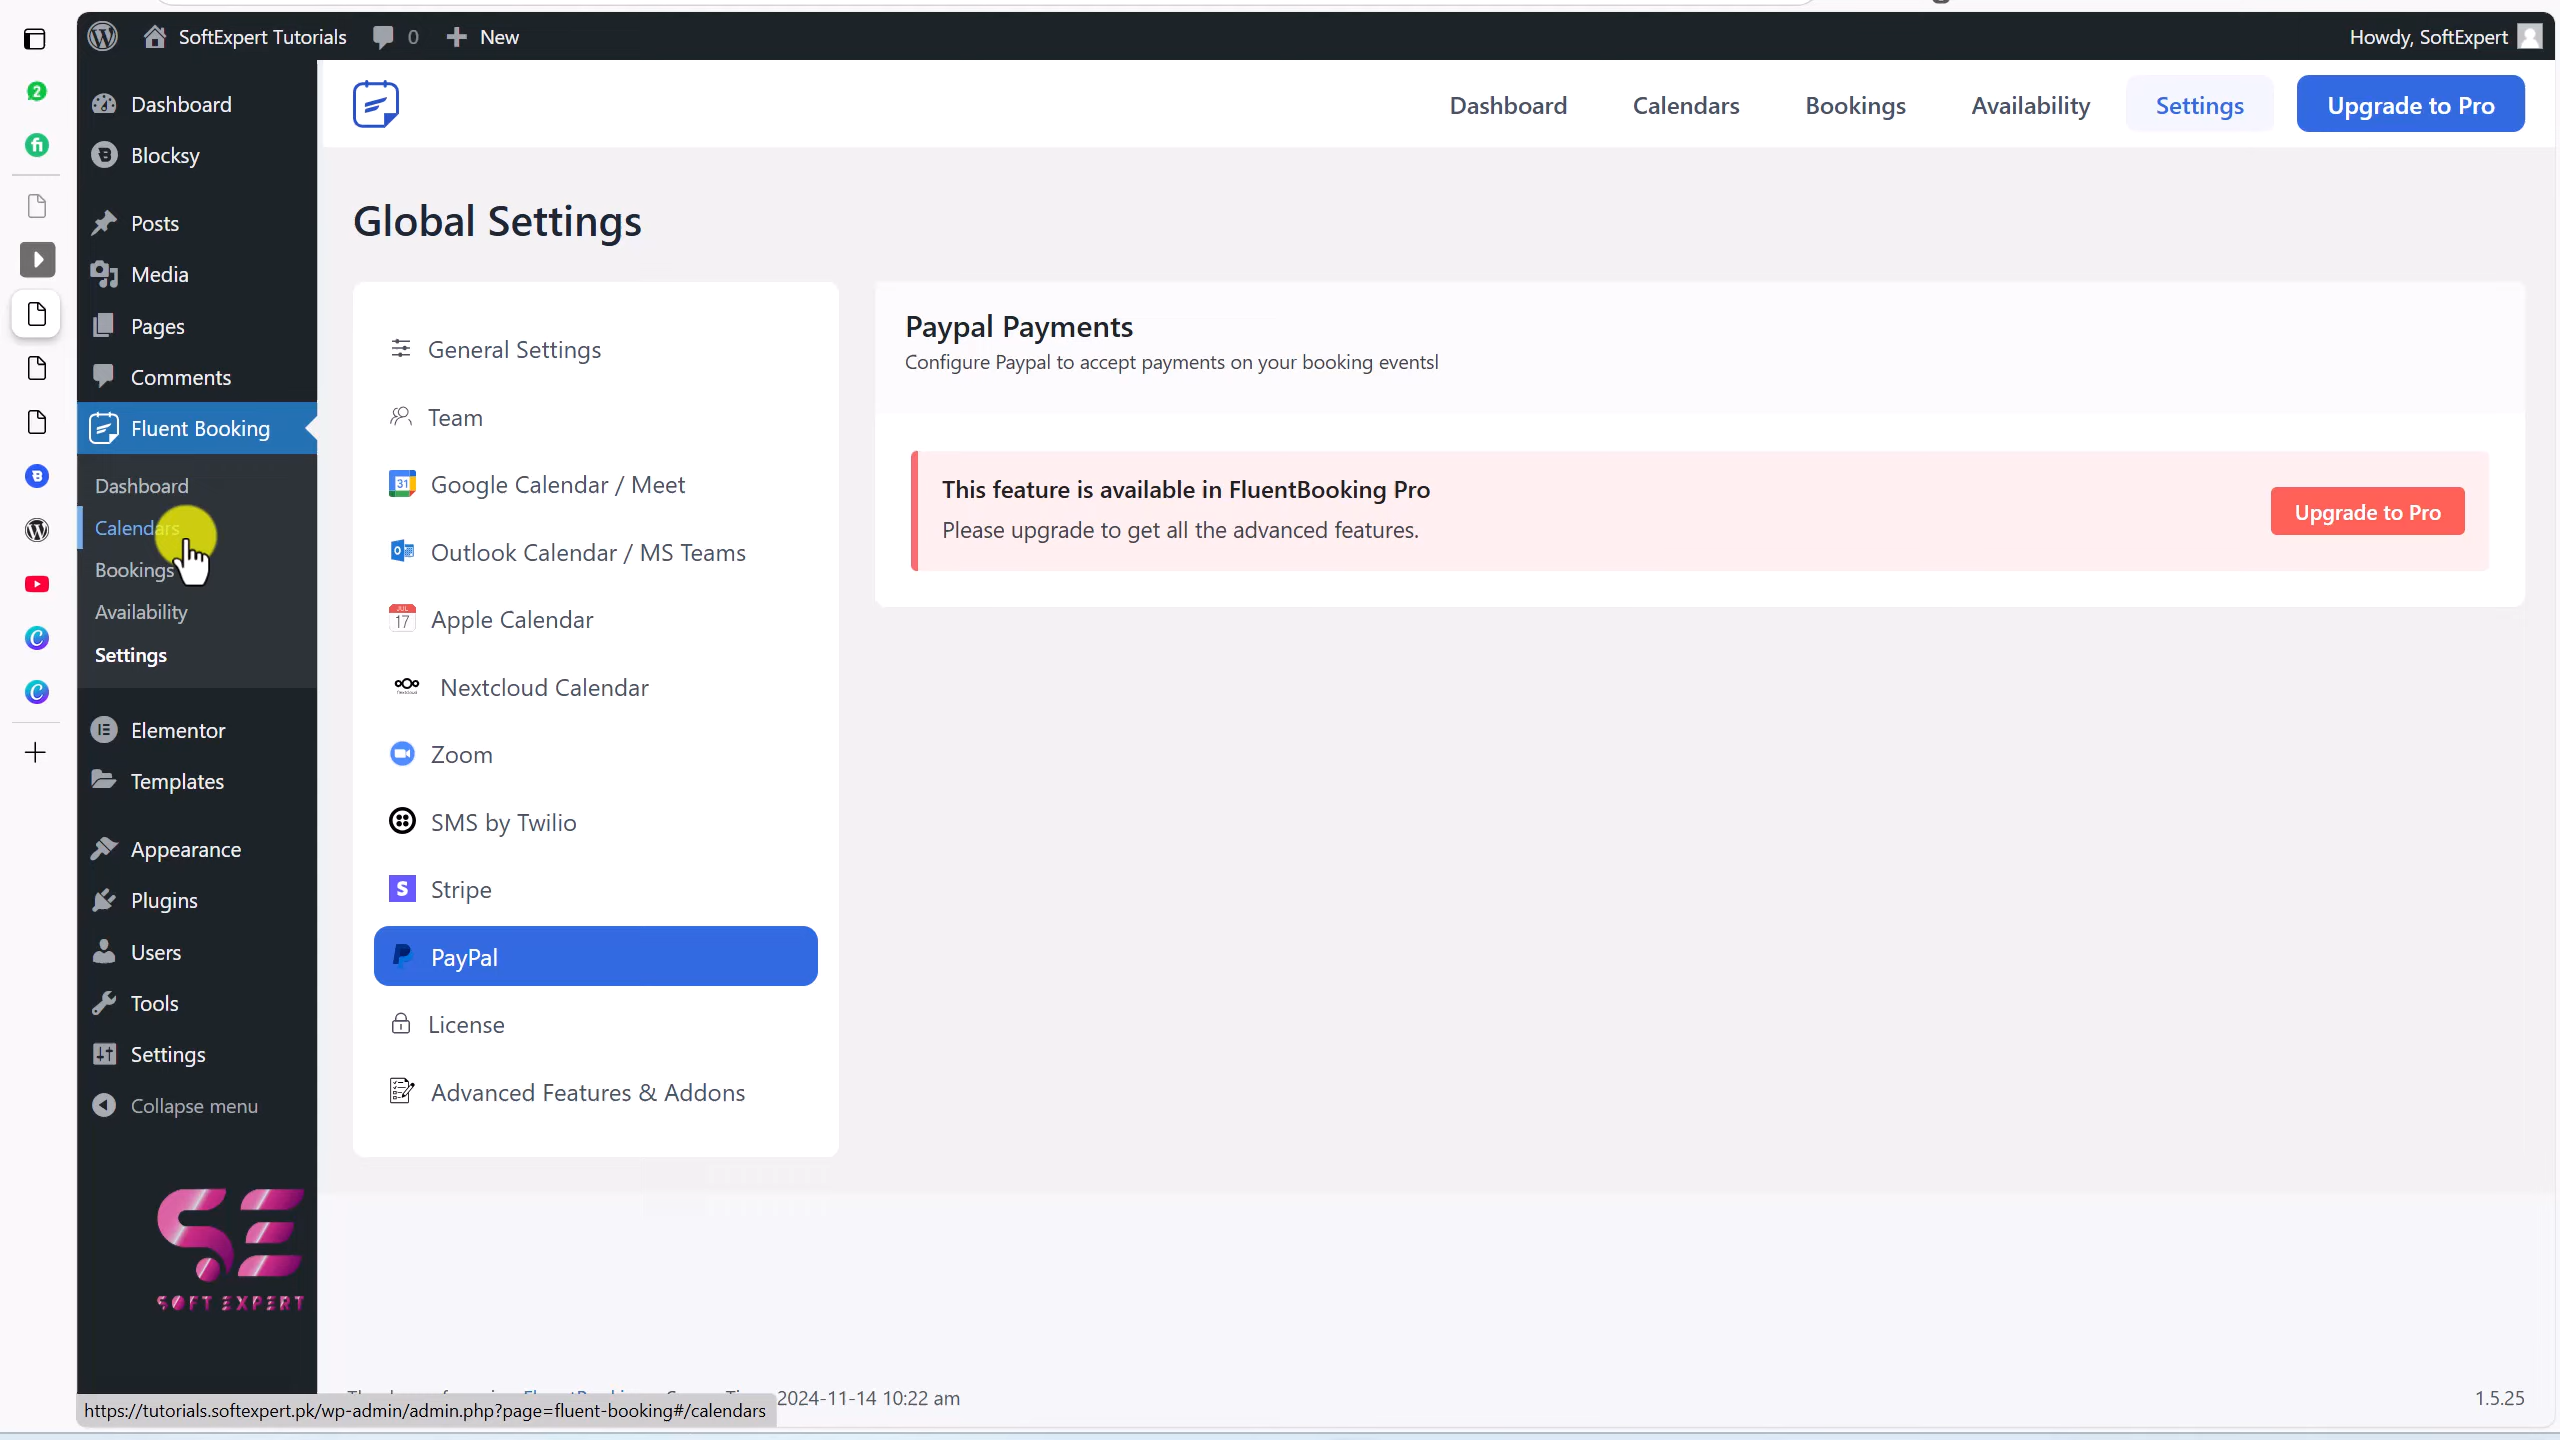 SoftExpert Tutorials 0 New Howdy, SoftExpert
Dashboard
Blocksy
Posts
Media
Pages
Comments
Fluent Booking
Dashboard
Calendars
Bookings
Availability
Settings
Elementor
Templates
Appearance
Plugins
Users
Tools
Settings
Collapse menu
SOFT EXPERT
Dashboard Calendars Bookings Availability Settings Upgrade to Pro
Global Settings
General Settings
Team
Google Calendar / Meet
Outlook Calendar / MS Teams
Apple Calendar
Nextcloud Calendar
Zoom
SMS by Twilio
Stripe
PayPal
License
Advanced Features & Addons
Paypal Payments
Configure Paypal to accept payments on your booking events!
This feature is available in FluentBooking Pro
Please upgrade to get all the advanced features.
Upgrade to Pro
2024-11-14 10:22 am 1.5.25
https://tutorials.softexpert.pk/wp-admin/admin.php?page=fluent-booking#/calendars